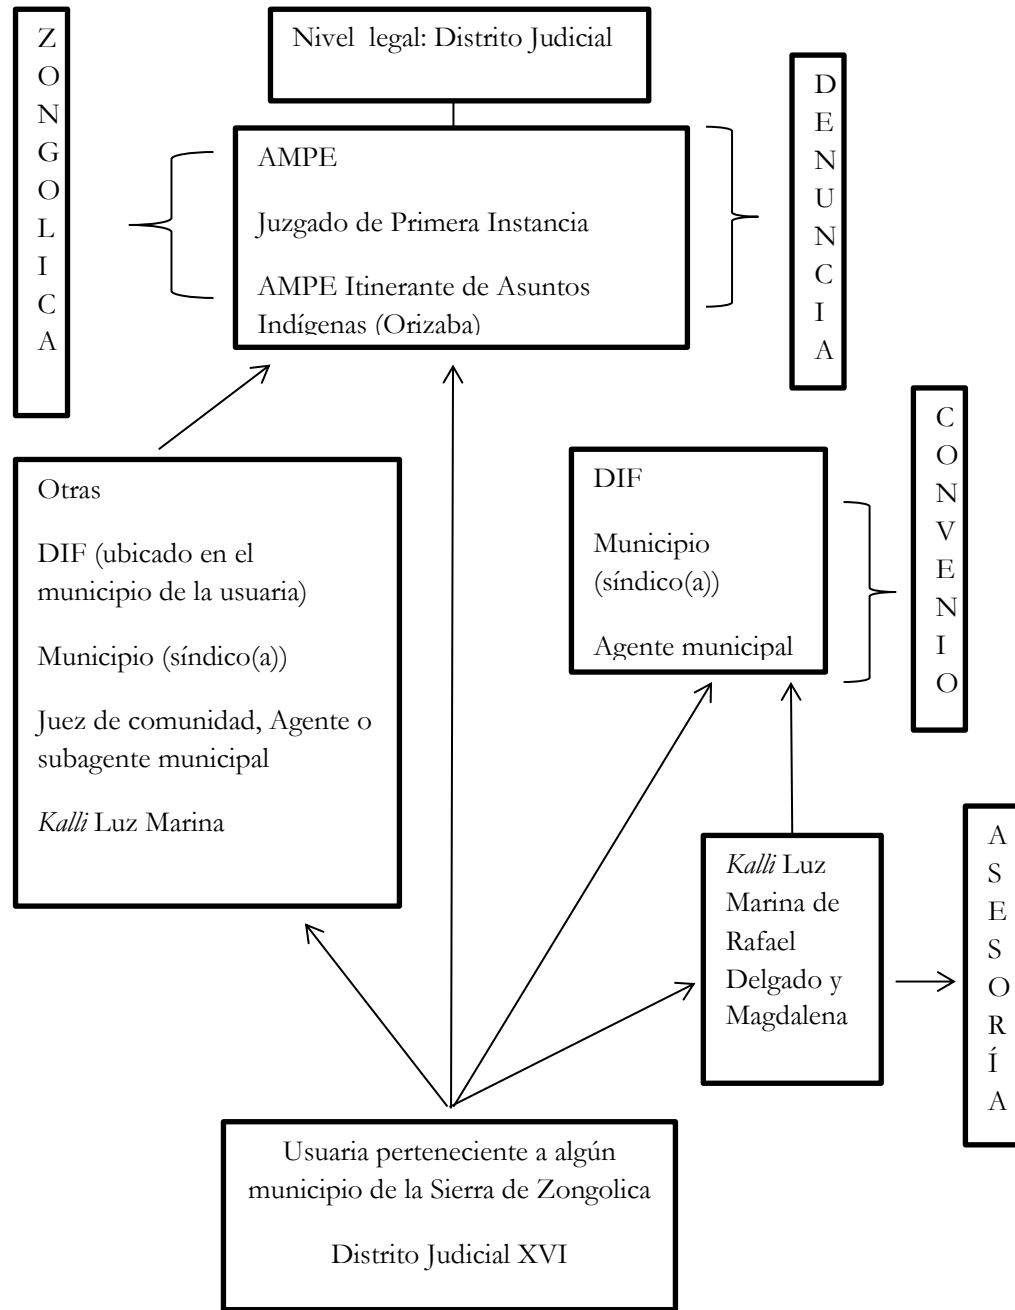 Z
O
N
G
O
L
I
C
A
Nivel legal: Distrito Judicial
D
E
N
U
N
C
I
A
AMPE
Juzgado de Primera Instancia
AMPE Itinerante de Asuntos
Indígenas (Orizaba)
C
O
N
V
E
N
I
O
Otras
DIF (ubicado en el
municipio de la usuaria)
Municipio (síndico(a))
Juez de comunidad, Agente o
subagente municipal
Kalli Luz Marina
DIF
Municipio
(síndico(a))
Agente municipal
Kalli Luz
Marina de
Rafael
Delgado y
Magdalena
A
S
E
S
O
R
Í
A
Usuaria perteneciente a algún
municipio de la Sierra de Zongolica
Distrito Judicial XVI